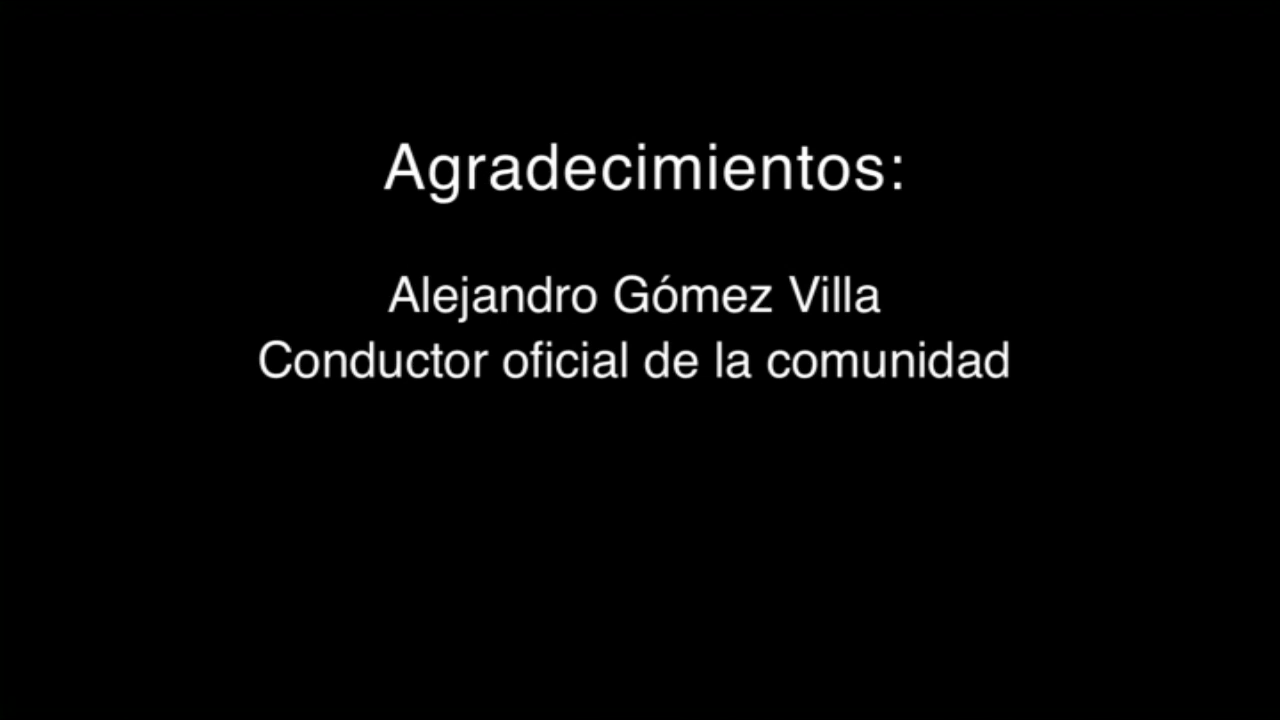 Agradecimientos:
Alejandro Gómez Villa
Conductor oficial de la comunidad